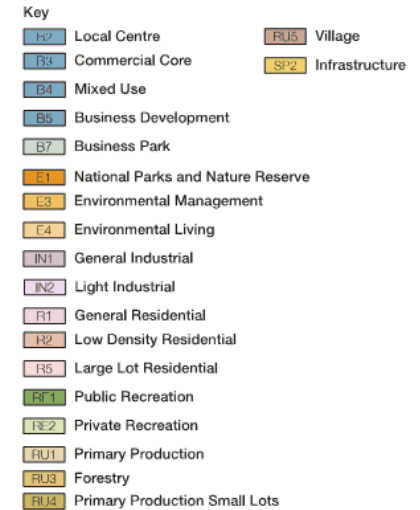 Key
B2 Local Centre
B3 Commercial Core
B4 Mixed Use
B5 Business Development
B7 Business Park
E1 National Parks and Nature Reserve
E3 Environmental Management
E4 Environmental Living
IN1 General Industrial
IN2 Light Industrial
R1 General Residential
R2 Low Density Residential
R5 Large Lot Residential
RE1 Public Recreation
RE2 Private Recreation
RU1 Primary Production
RU3 Forestry
RU4 Primary Production Small Lots
RU5 Village
SP2 Infrastructure